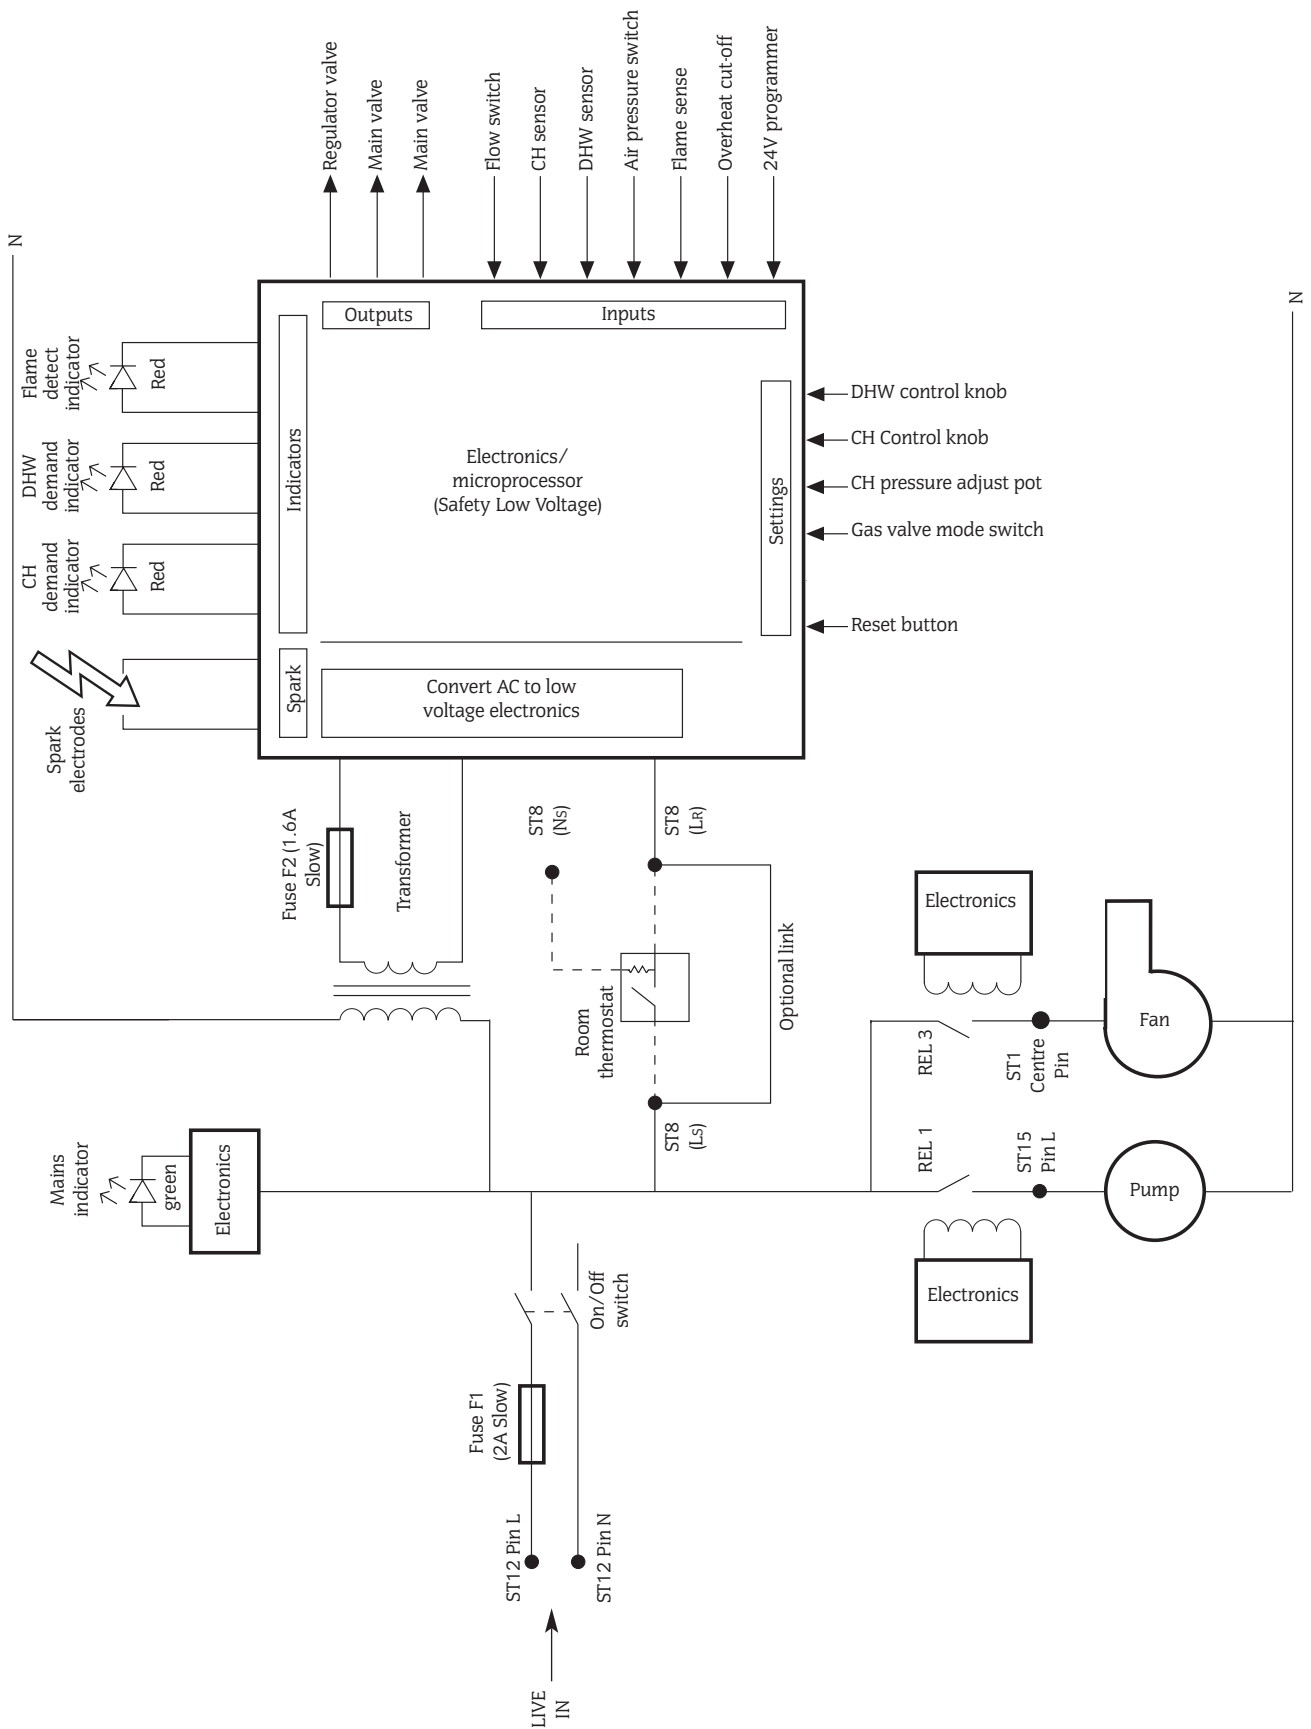 N
Regulator valve
Main valve
Main valve
Flow switch
CH sensor
DHW sensor
Air pressure switch
Flame sense
Overheat cut-off
24V programmer
N
Flame
detect
indicator
Red
DHW
demand
indicator
Red
CH
demand
indicator
Red
Spark
electrodes
Outputs
Inputs
Indicators
Electronics/
microprocessor
(Safety Low Voltage)
Settings
Spark
Convert AC to low
voltage electronics
DHW control knob
CH Control knob
CH pressure adjust pot
Gas valve mode switch
Reset button
Fuse F2 (1.6A
Slow)
Transformer
ST8
(NS)
ST8
(LR)
Room
thermostat
Optional link
ST8
(LS)
Electronics
REL 3
ST1
Centre
Pin
Fan
Mains
indicator
green
Electronics
REL 1
ST15
Pin L
Pump
Electronics
On/Off
switch
Fuse F1
(2A Slow)
ST12 Pin L
ST12 Pin N
LIVE
IN